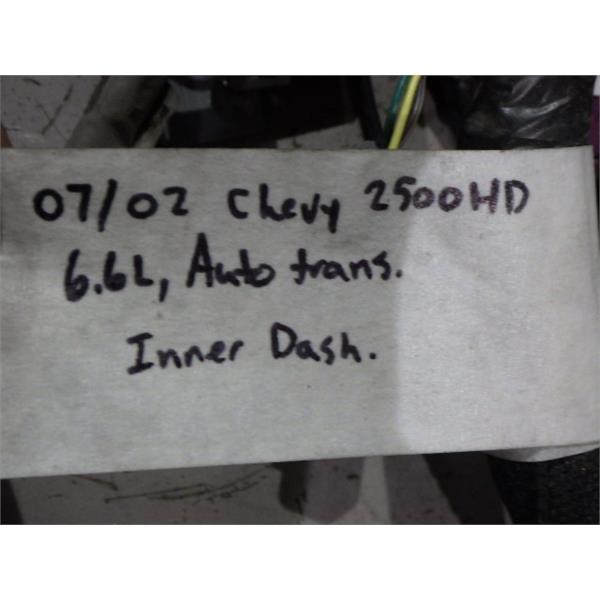 07/02 Chevy 2500HD
6.6L, Auto trans.
Inner Dash.